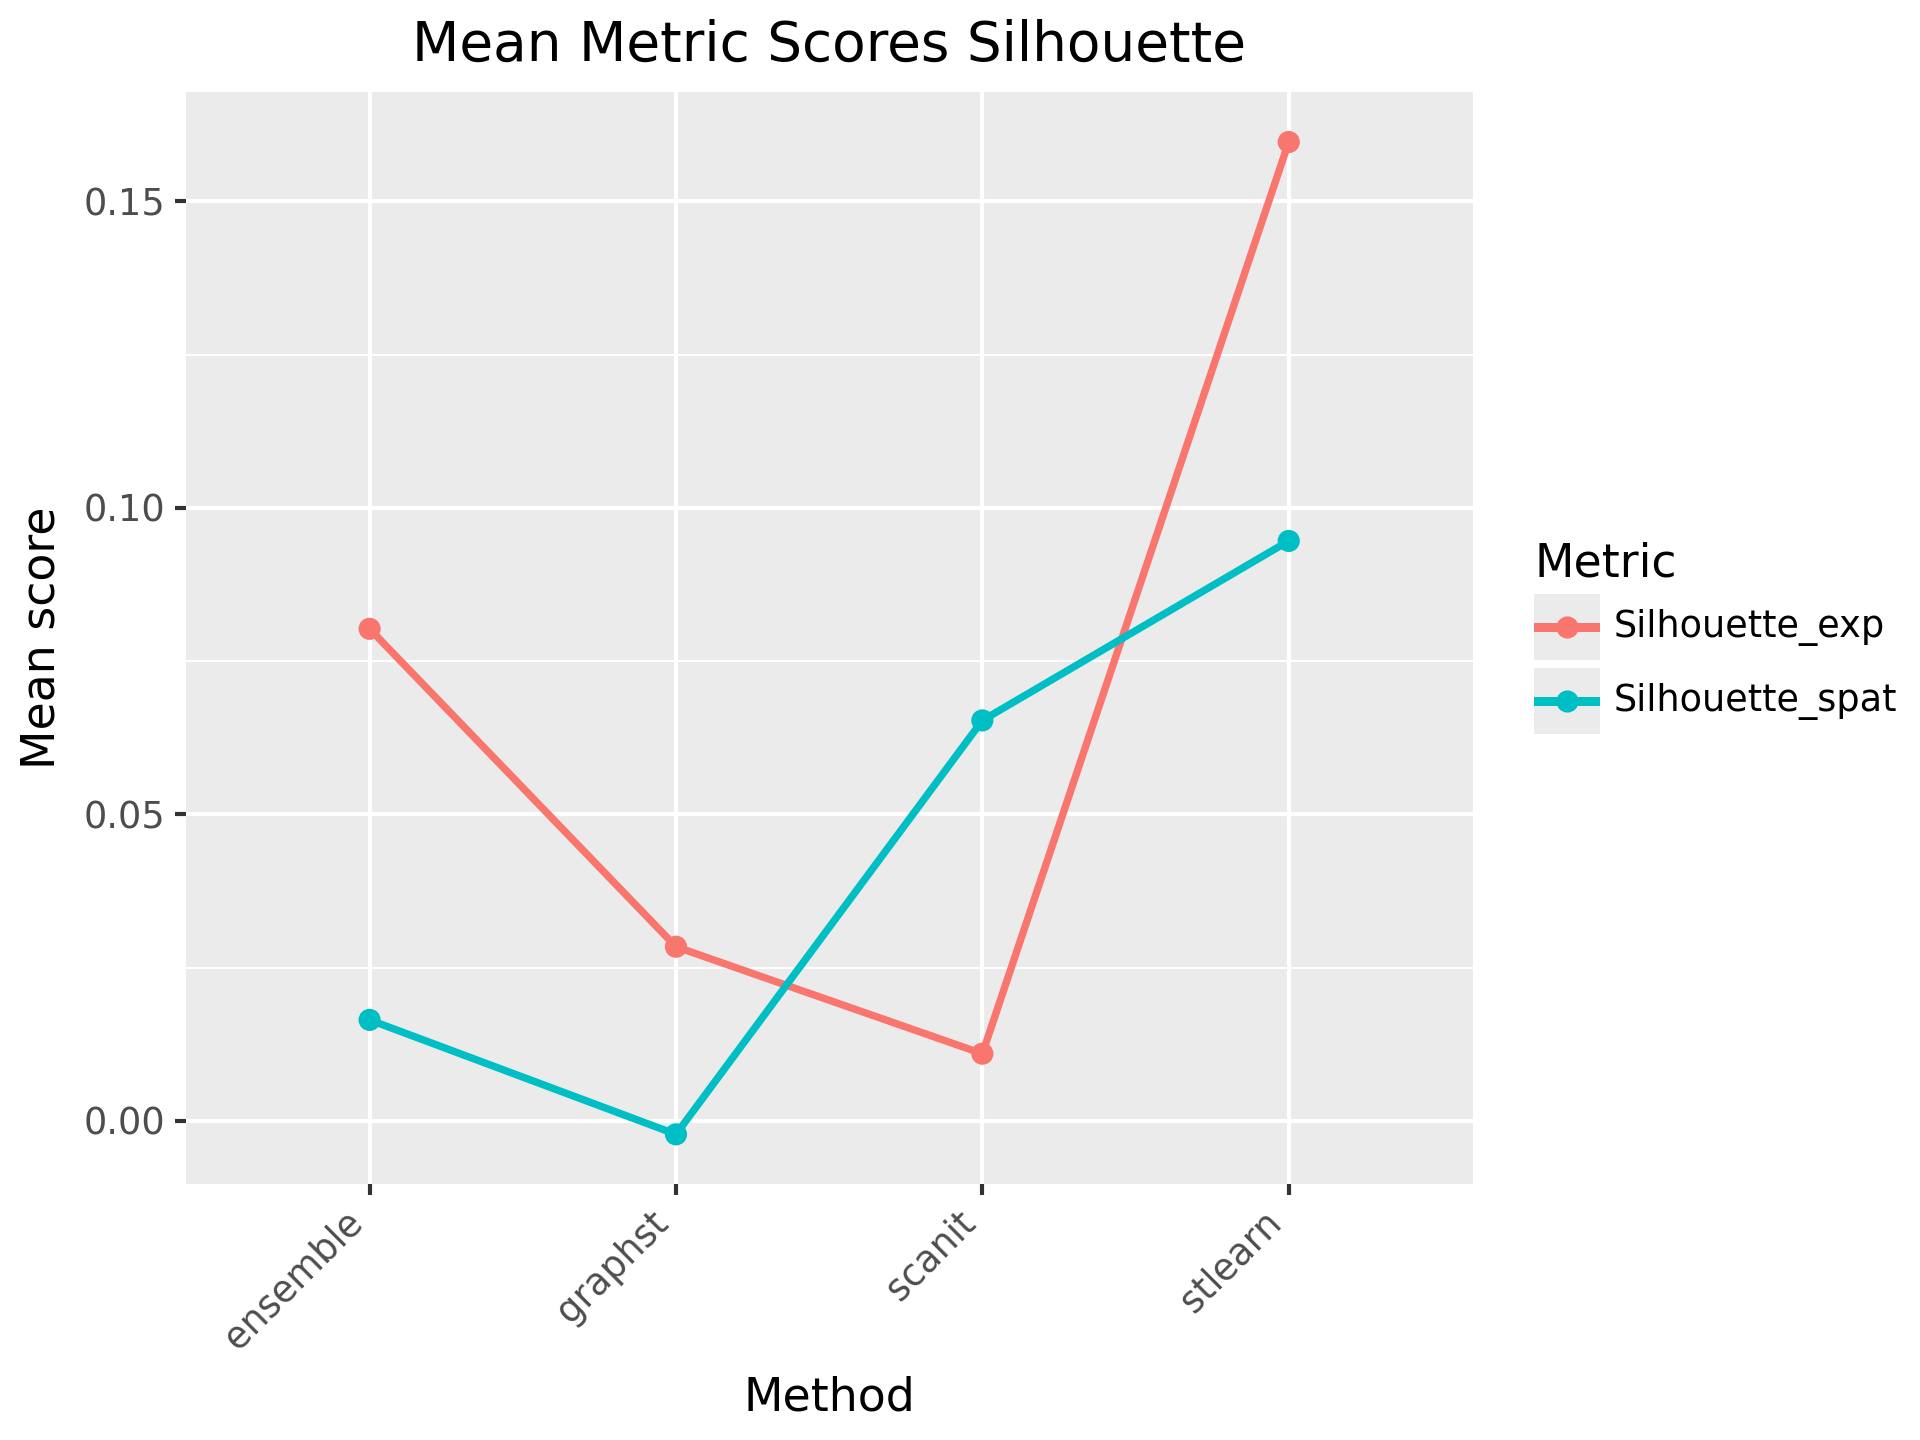 Mean Metric Scores Silhouette
0.15
0.10
0.05
0.00
Mean score
ensemble
graphst
scanit
stlearn
Method
Metric
Silhouette_exp
Silhouette_spat